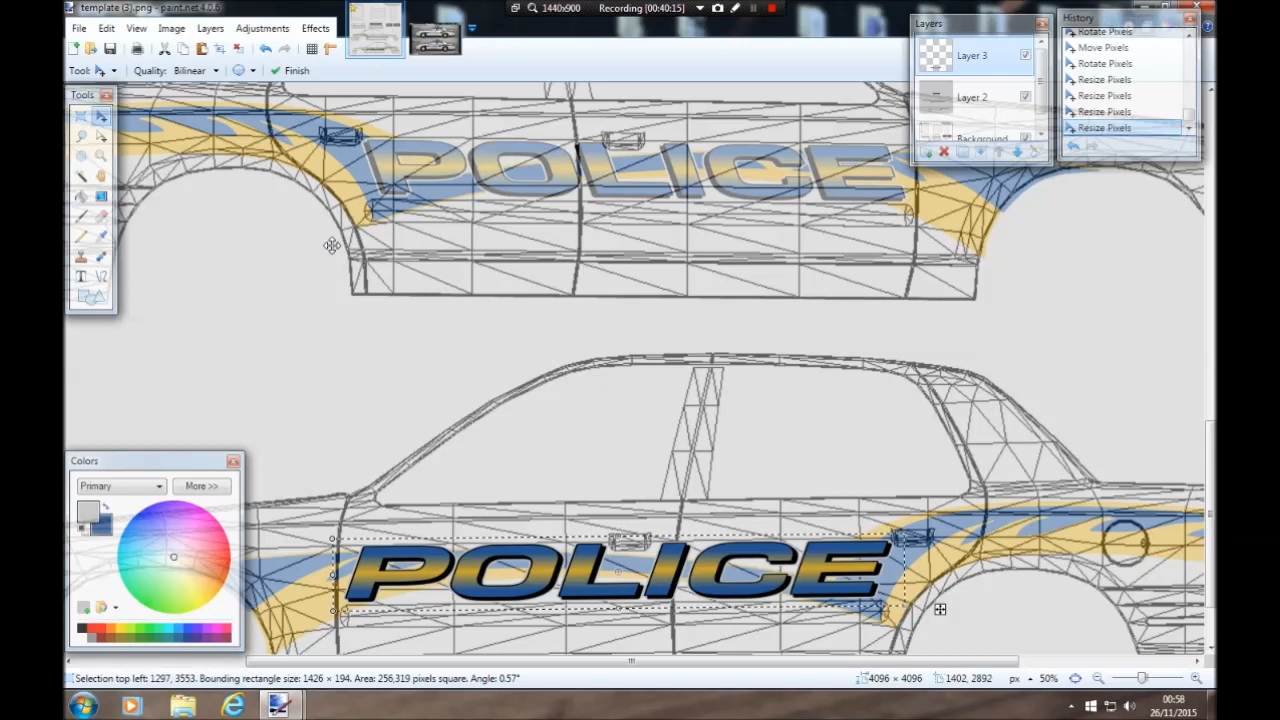 template (3).png - paint.net 4.0.6
1440x900
Recording [00:40:15]
File Edit View Image Layers Adjustments Effects
Tool: Quality: Bilinear Finish
Tools
Layers
Layer 3
Layer 2
Background
History
Rotate Pixels
Move Pixels
Rotate Pixels
Resize Pixels
Resize Pixels
Resize Pixels
Resize Pixels
POLICE
POLICE
Colors
Primary
More >>
Selection top left: 1297, 3553. Bounding rectangle size: 1426 × 194. Area: 256,319 pixels square. Angle: 0.57°
4096 × 4096
1402, 2892
px
50%
00:58
26/11/2015